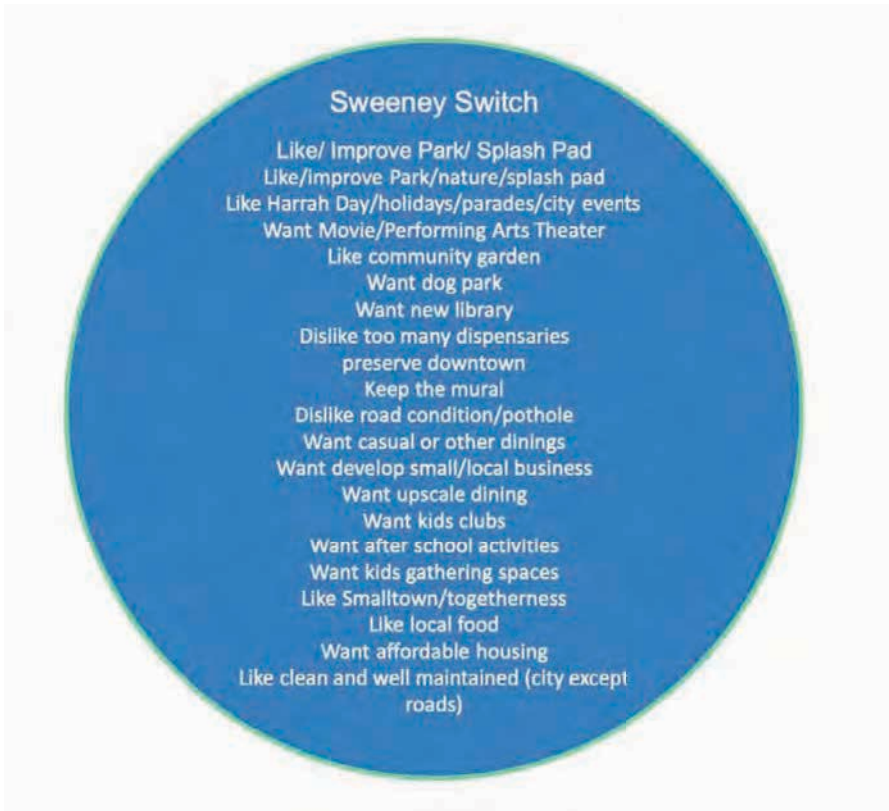 Sweeney Switch
Like/ Improve Park/ Splash Pad
Like/improve Park/nature/splash pad
Like Harrah Day/holidays/parades/city events
Want Movie/Performing Arts Theater
Like community garden
Want dog park
Want new library
Dislike too many dispensaries
preserve downtown
Keep the mural
Dislike road condition/pothole
Want casual or other dinings
Want develop small/local business
Want upscale dining
Want kids clubs
Want after school activities
Want kids gathering spaces
Like Smalltown/togetherness
Like local food
Want affordable housing
Like clean and well maintained (city except
roads)